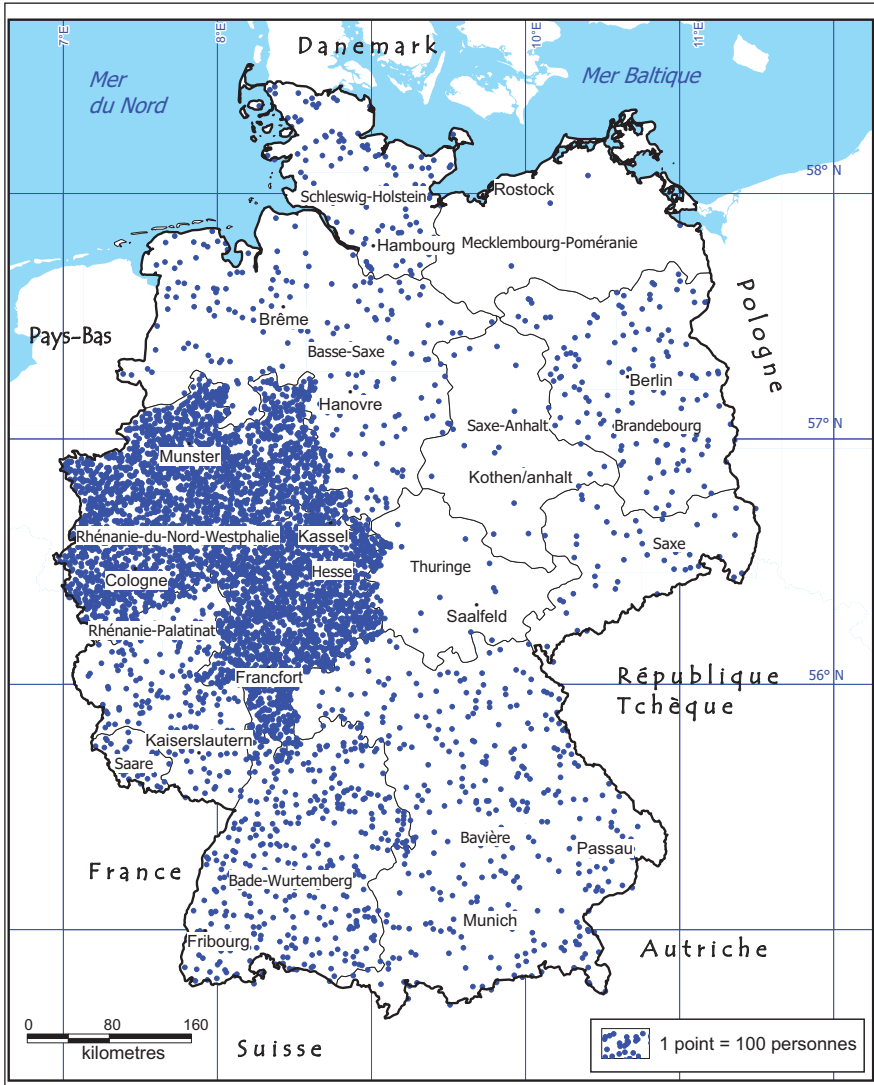 7°E
8°E
10°E
11°E
Danemark
Mer
du Nord
Mer Baltique
58° N
Rostock
Schleswig-Holstein
Hambourg
Mecklembourg-Poméranie
Pologne
Pays-Bas
Brême
Basse-Saxe
Hanovre
Berlin
Saxe-Anhalt
Brandebourg
57° N
Munster
Kothen/anhalt
Rhénanie-du-Nord-Westphalie
Kassel
Saxe
Cologne
Hesse
Thuringe
Saalfeld
Rhénanie-Palatinat
Francfort
République
Tchèque
56° N
Kaiserslautern
Saare
Bavière
Passau
France
Bade-Wurtemberg
Munich
Fribourg
Autriche
0 80 160
kilometres
Suisse
1 point = 100 personnes